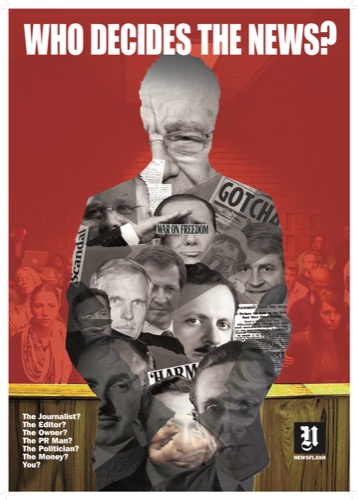 WHO DECIDES THE NEWS?
GOTCHA
WAR ON FREEDOM
Scandal
'HARM
The Journalist?
The Editor?
The Owner?
The PR Man?
The Politician?
The Money?
You?
N
NEWSFLASH